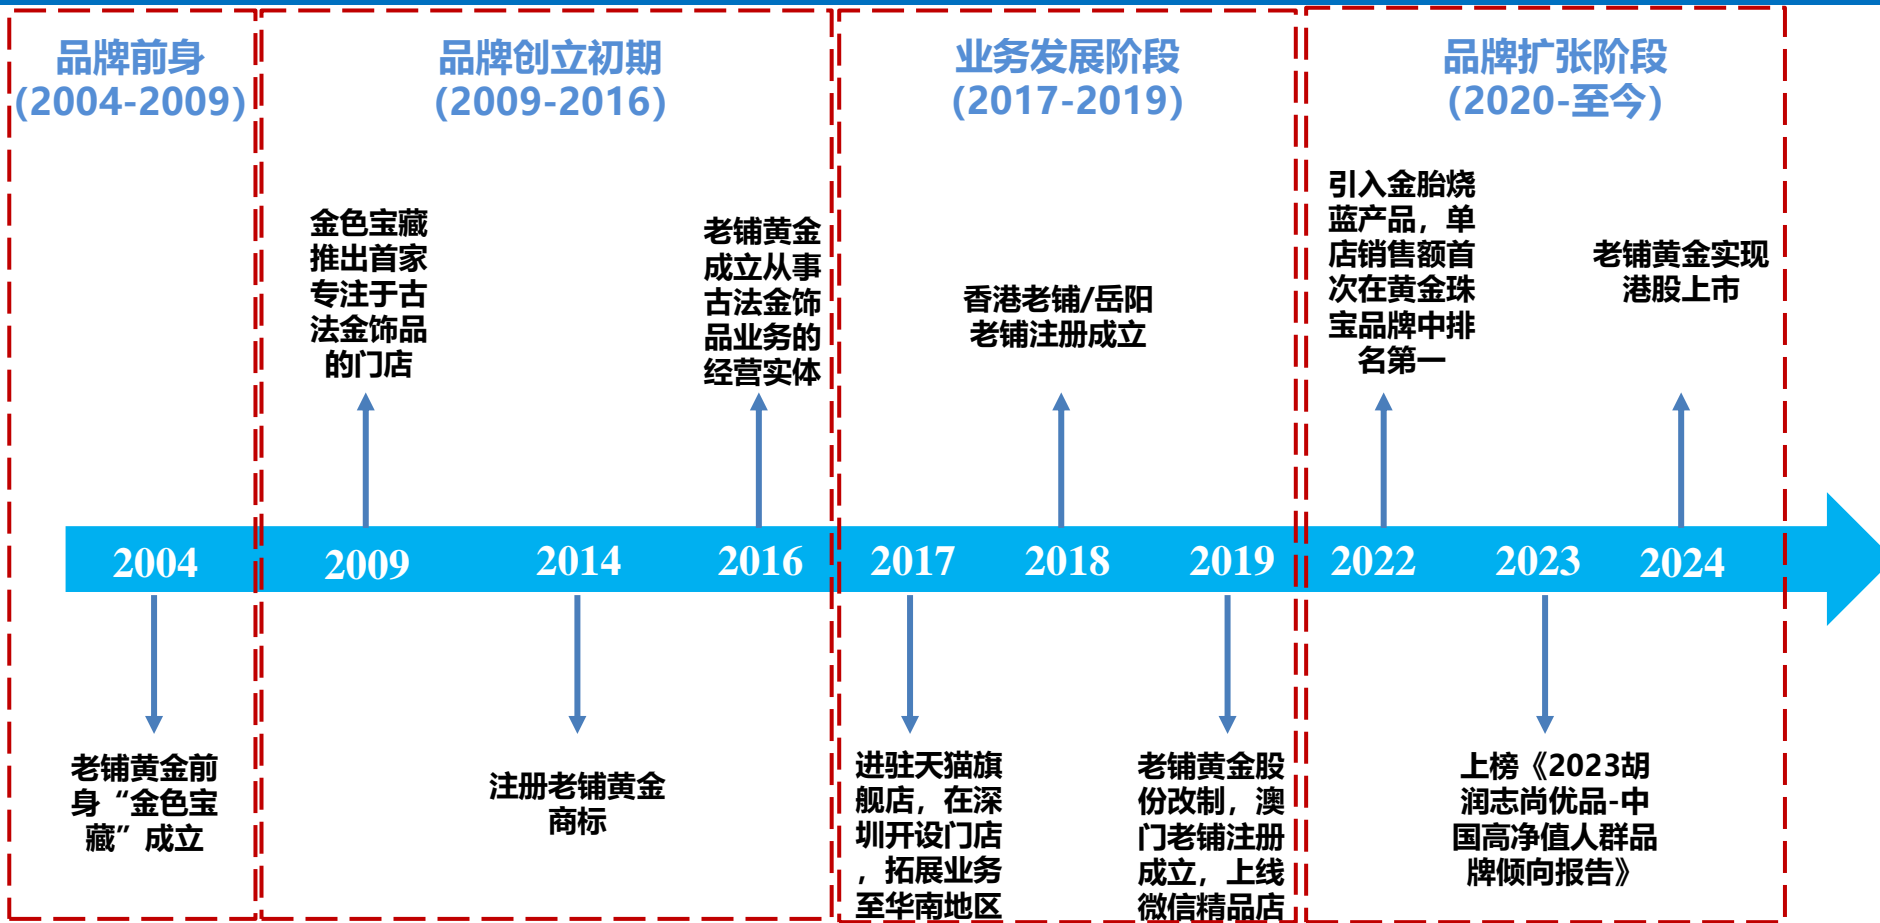 品牌前身
(2004-2009)
品牌创立初期
(2009-2016)
业务发展阶段
(2017-2019)
品牌扩张阶段
(2020-至今)
金色宝藏
推出首家
专注于古
法金饰品
的门店
老铺黄金
成立从事
古法金饰
品业务的
经营实体
香港老铺/岳阳
老铺注册成立
引入金胎烧
蓝产品，单
店销售额首
次在黄金珠
宝品牌中排
名第一
老铺黄金实现
港股上市
2004
2009
2014
2016
2017
2018
2019
2022
2023
2024
老铺黄金前
身“金色宝
藏”成立
注册老铺黄金
商标
进驻天猫旗
舰店，在深
圳开设门店
，拓展业务
至华南地区
老铺黄金股
份改制，澳
门老铺注册
成立，上线
微信精品店
上榜《2023胡
润志尚优品-中
国高净值人群品
牌倾向报告》